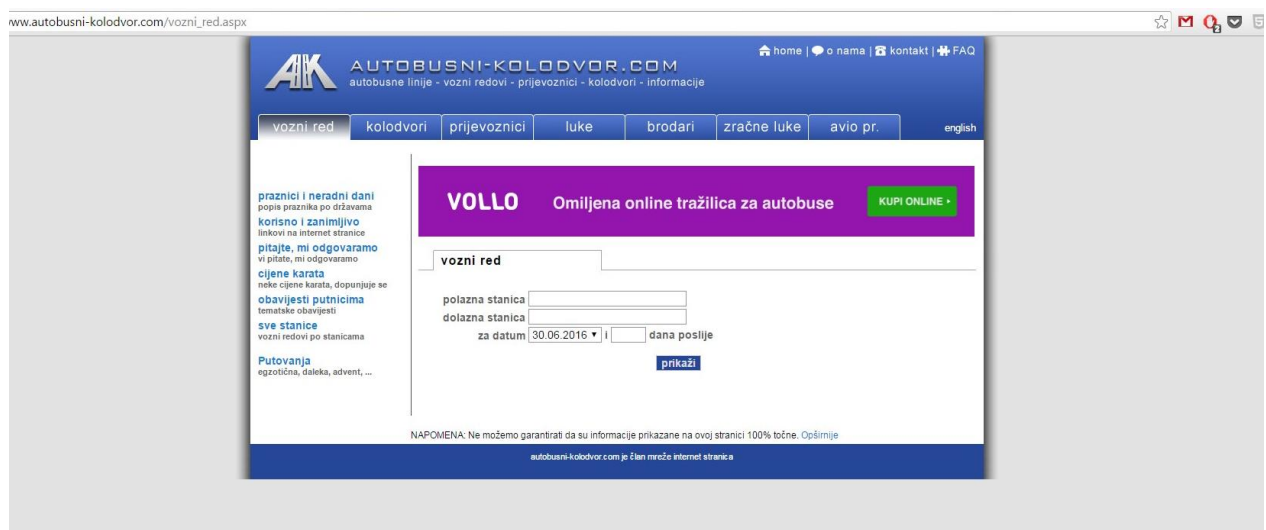 www.autobusni-kolodvor.com/vozni_red.aspx
2
home | o nama | kontakt | FAQ
AK
AUTOBUSNI-KOLODVOR.COM
autobusne linije - vozni redovi - prijevoznici - kolodvori - informacije
vozni red kolodvori prijevoznici luke brodari zračne luke avio pr. english
praznici i neradni dani
popis praznika po državama
korisno i zanimljivo
linkovi na internet stranice
pitajte, mi odgovaramo
vi pitate, mi odgovaramo
cijene karata
neke cijene karata, dopunjuje se
obavijesti putnicima
tematske obavijesti
sve stanice
vozni redovi po stanicama
Putovanja
egzotična, daleka, advent, ...
VOLLO Omiljena online tražilica za autobuse KUPI ONLINE
vozni red
polazna stanica
dolazna stanica
za datum 30.06.2016 i dana poslije
prikaži
NAPOMENA: Ne možemo garantirati da su informacije prikazane na ovoj stranici 100% točne. Opširnije
autobusni-kolodvor.com je član mreže internet stranica